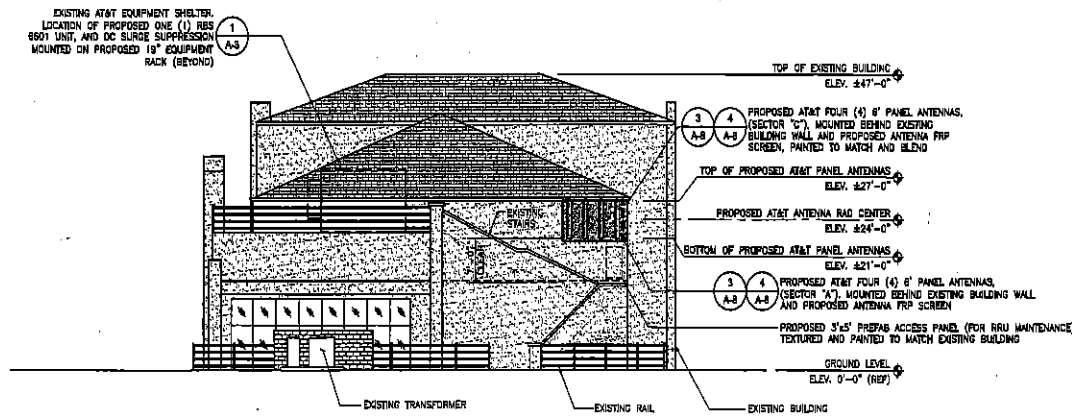 EXISTING AT&T EQUIPMENT SHELTER.
LOCATION OF PROPOSED ONE (1) RBS
6601 UNIT, AND DC SURGE SUPPRESSION
MOUNTED ON PROPOSED 19" EQUIPMENT
RACK (BEYOND)
1
A-3
TOP OF EXISTING BUILDING
ELEV. ±47'-0"
3
A-8
4
A-8
PROPOSED AT&T FOUR (4) 6' PANEL ANTENNAS,
(SECTOR "C"), MOUNTED BEHIND EXISTING
BUILDING WALL AND PROPOSED ANTENNA FRP
SCREEN, PAINTED TO MATCH AND BLEND
TOP OF PROPOSED AT&T PANEL ANTENNAS
ELEV. ±27'-0"
PROPOSED AT&T ANTENNA RAD CENTER
ELEV. ±24'-0"
BOTTOM OF PROPOSED AT&T PANEL ANTENNAS
ELEV. ±21'-0"
EXISTING
STAIRS
3
A-8
4
A-8
PROPOSED AT&T FOUR (4) 6' PANEL ANTENNAS,
(SECTOR "A"), MOUNTED BEHIND EXISTING BUILDING WALL
AND PROPOSED ANTENNA FRP SCREEN
PROPOSED 3'x5' PREFAB ACCESS PANEL (FOR RRU MAINTENANCE)
TEXTURED AND PAINTED TO MATCH EXISTING BUILDING
GROUND LEVEL
ELEV. 0'-0" (REF)
EXISTING TRANSFORMER
EXISTING RAIL
EXISTING BUILDING